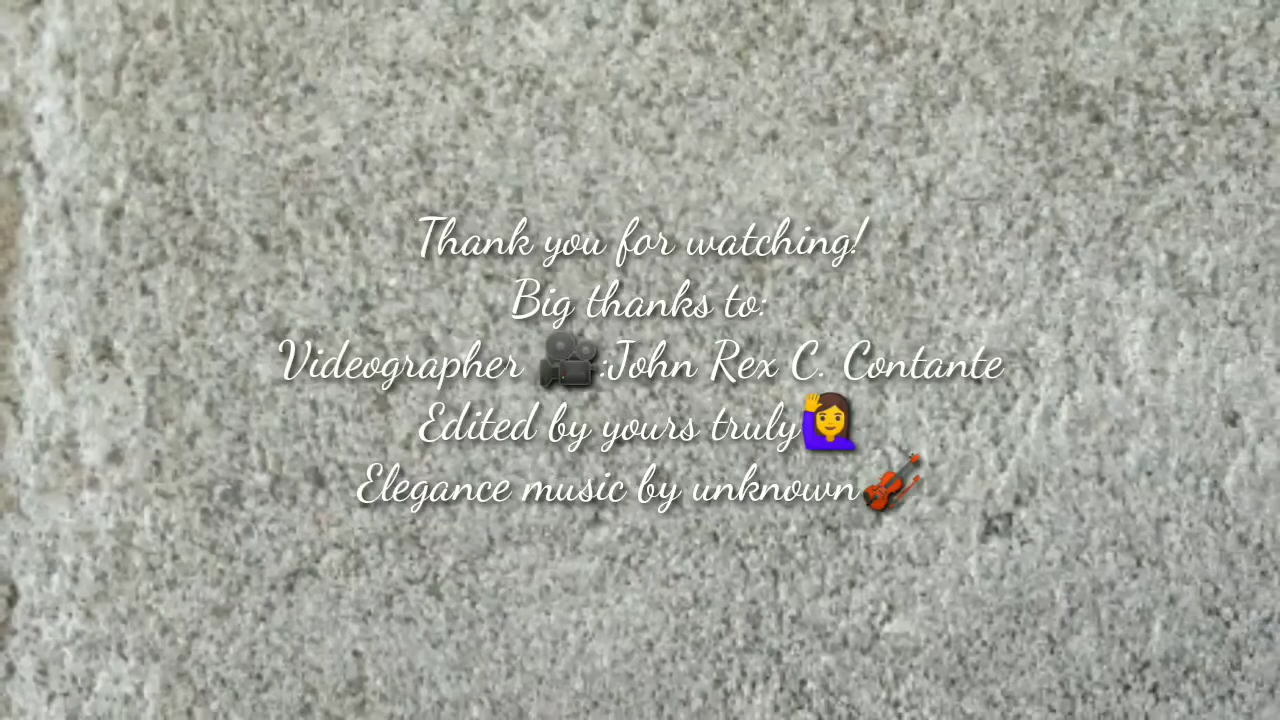 Thank you for watching!
Big thanks to:
Videographer 🎥:John Rex C. Contante
Edited by yours truly🙋‍♀️
Elegance music by unknown🎻